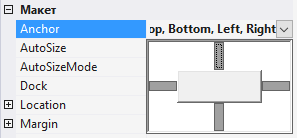 Макет
Anchor op, Bottom, Left, Right
AutoSize
AutoSizeMode
Dock
Location
Margin